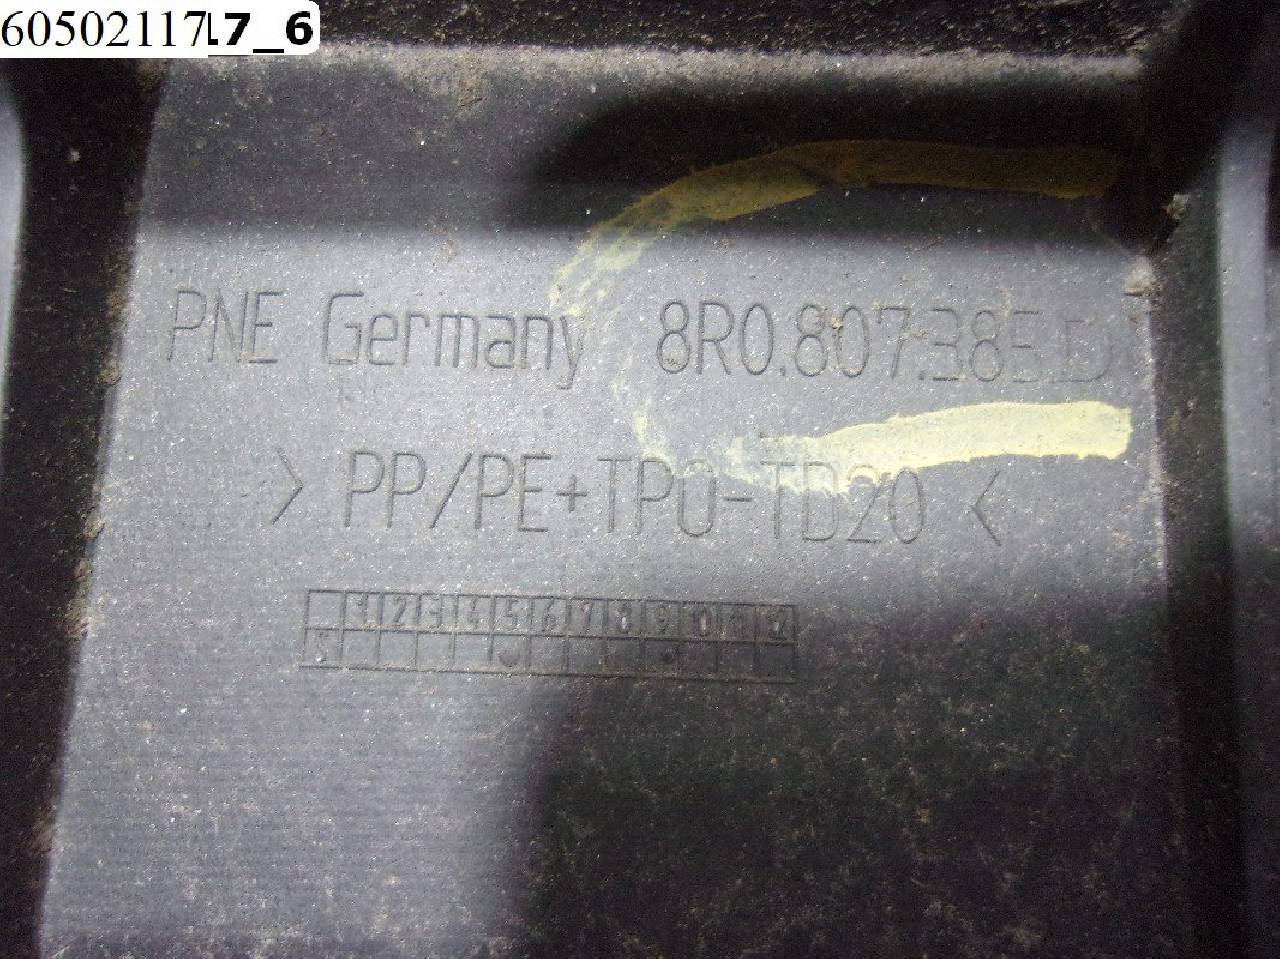 6050211717_6
PNE Germany 8R0.807.385.D
> PP/PE+TPO-TD20 <
1 2 3 4 5 6 7 8 9 10 11 12
S